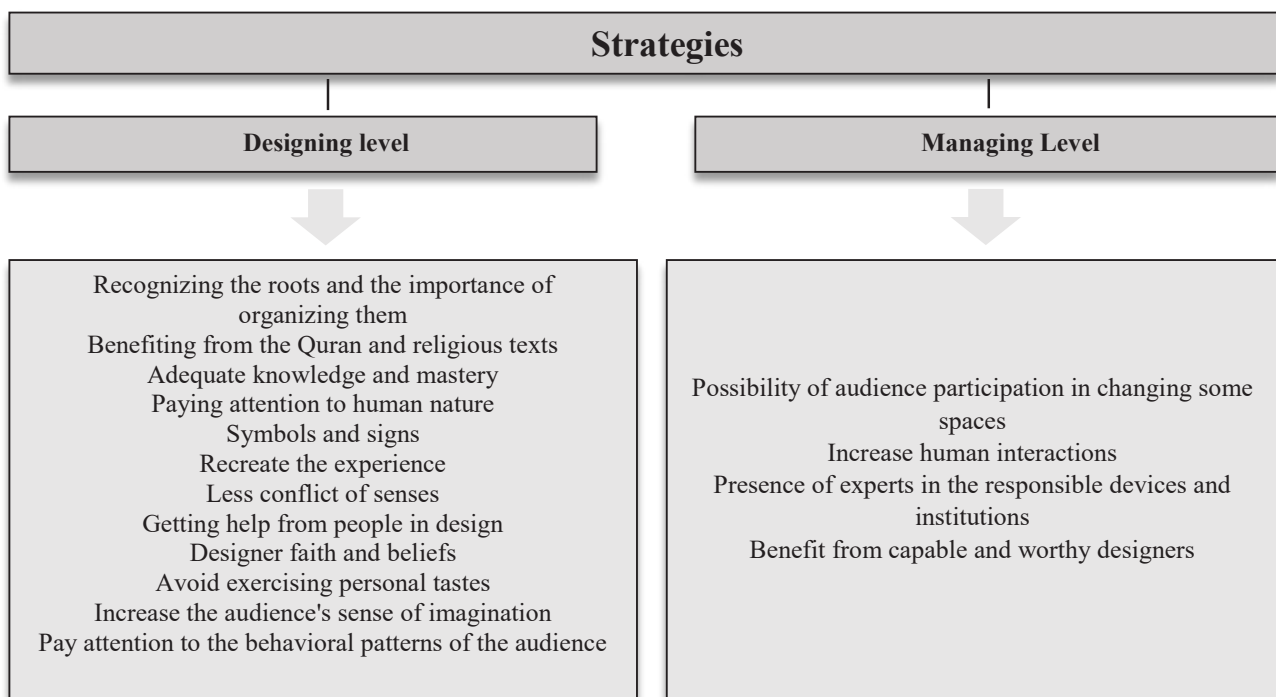 Strategies
Designing level
Managing Level
Recognizing the roots and the importance of
organizing them
Benefiting from the Quran and religious texts
Adequate knowledge and mastery
Paying attention to human nature
Symbols and signs
Recreate the experience
Less conflict of senses
Getting help from people in design
Designer faith and beliefs
Avoid exercising personal tastes
Increase the audience's sense of imagination
Pay attention to the behavioral patterns of the audience
Possibility of audience participation in changing some
spaces
Increase human interactions
Presence of experts in the responsible devices and
institutions
Benefit from capable and worthy designers